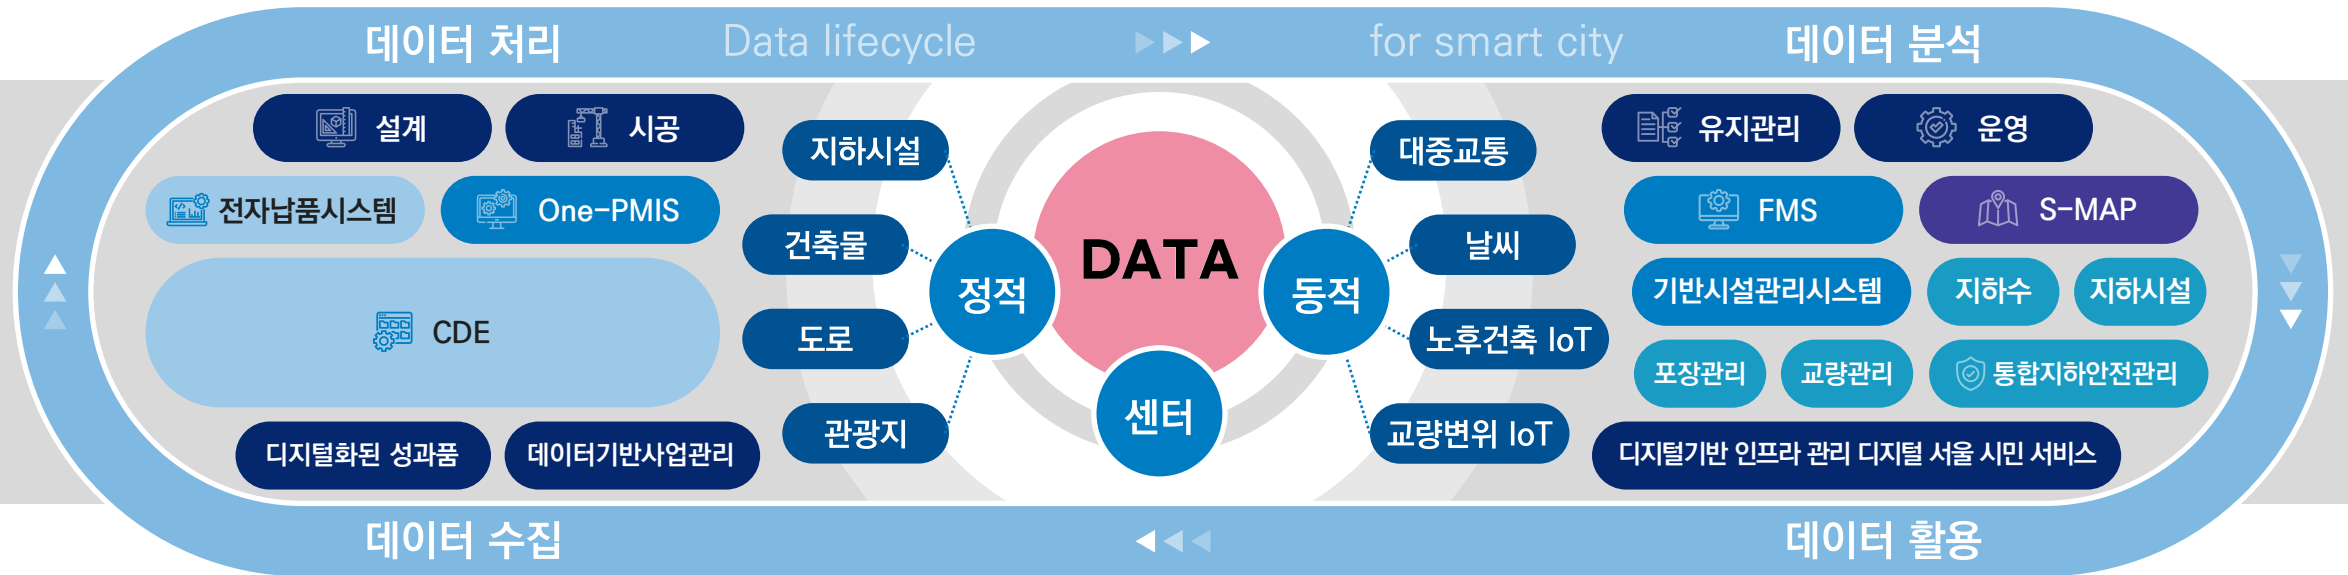 데이터 처리
Data lifecycle
for smart city
데이터 분석
설계
시공
전자납품시스템
One-PMIS
CDE
디지털화된 성과품
데이터기반사업관리
지하시설
건축물
도로
관광지
정적
DATA
센터
동적
대중교통
날씨
노후건축 IoT
교량변위 IoT
유지관리
운영
FMS
S-MAP
기반시설관리시스템
지하수
지하시설
포장관리
교량관리
통합지하안전관리
디지털기반 인프라 관리 디지털 서울 시민 서비스
데이터 수집
데이터 활용